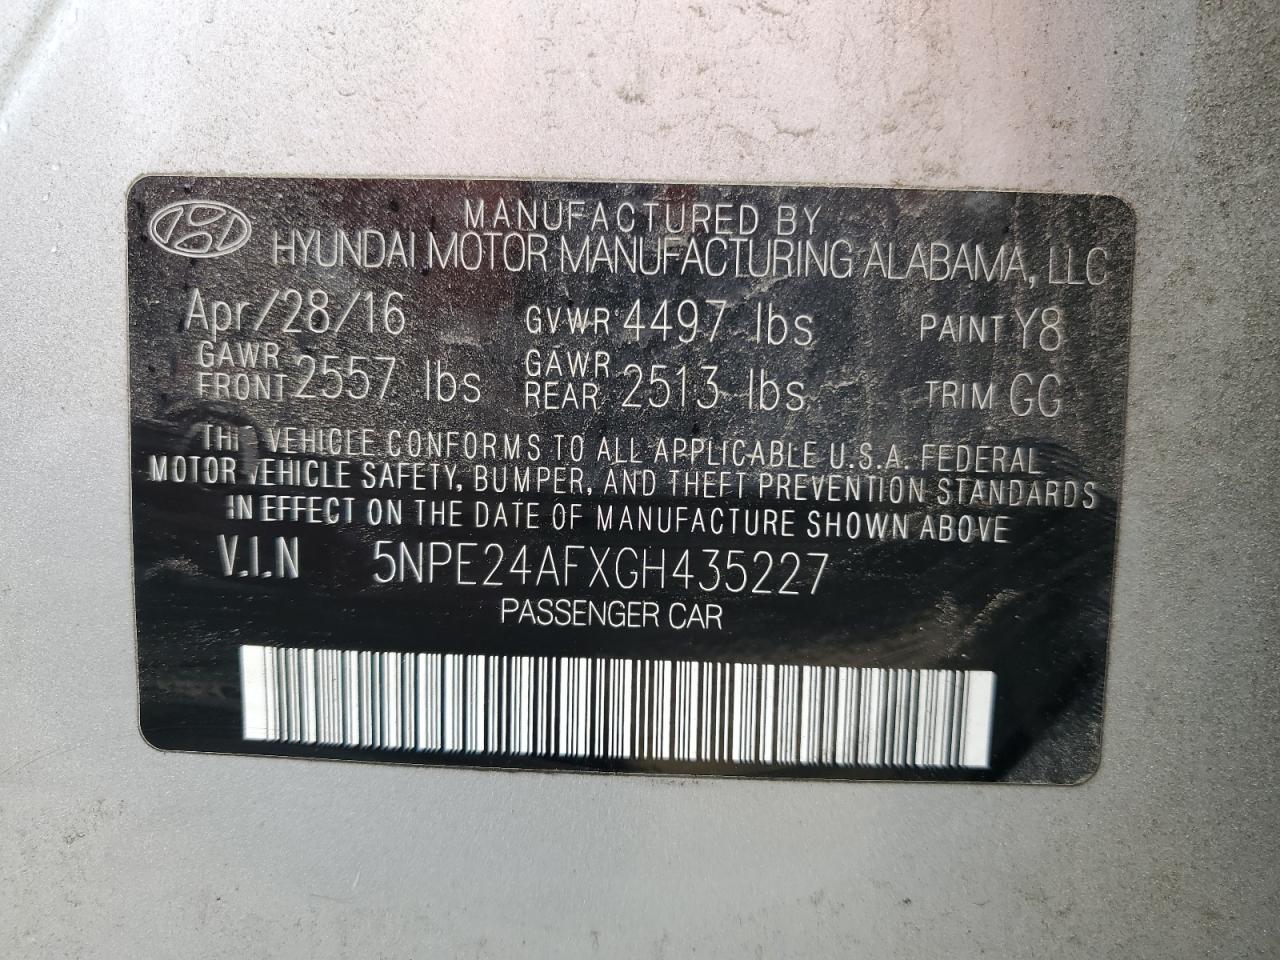 MANUFACTURED BY
HYUNDAI MOTOR MANUFACTURING ALABAMA, LLC
Apr/28/16 GVWR 4497 lbs PAINT Y8
GAWR FRONT 2557 lbs GAWR REAR 2513 lbs TRIM GG
THIS VEHICLE CONFORMS TO ALL APPLICABLE U.S.A. FEDERAL
MOTOR VEHICLE SAFETY, BUMPER, AND THEFT PREVENTION STANDARDS
IN EFFECT ON THE DATE OF MANUFACTURE SHOWN ABOVE
V.I.N 5NPE24AFXGH435227
PASSENGER CAR